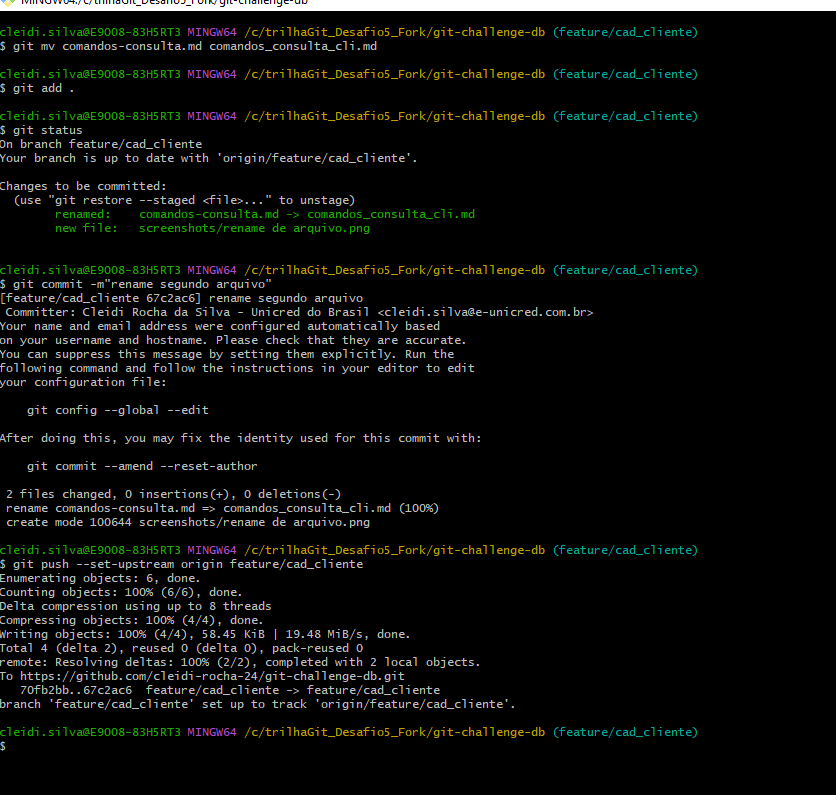 MINGW64:/c/trilhaGit_Desafio5_Fork/git-challenge-db
cleidi.silva@E9008-83H5RT3 MINGW64 /c/trilhaGit_Desafio5_Fork/git-challenge-db (feature/cad_cliente)
$ git mv comandos-consulta.md comandos_consulta_cli.md
cleidi.silva@E9008-83H5RT3 MINGW64 /c/trilhaGit_Desafio5_Fork/git-challenge-db (feature/cad_cliente)
$ git add .
cleidi.silva@E9008-83H5RT3 MINGW64 /c/trilhaGit_Desafio5_Fork/git-challenge-db (feature/cad_cliente)
$ git status
On branch feature/cad_cliente
Your branch is up to date with 'origin/feature/cad_cliente'.
Changes to be committed:
(use "git restore --staged <file>..." to unstage)
renamed: comandos-consulta.md -> comandos_consulta_cli.md
new file: screenshots/rename de arquivo.png
cleidi.silva@E9008-83H5RT3 MINGW64 /c/trilhaGit_Desafio5_Fork/git-challenge-db (feature/cad_cliente)
$ git commit -m"rename segundo arquivo"
[feature/cad_cliente 67c2ac6] rename segundo arquivo
Committer: Cleidi Rocha da Silva - Unicred do Brasil <cleidi.silva@e-unicred.com.br>
Your name and email address were configured automatically based
on your username and hostname. Please check that they are accurate.
You can suppress this message by setting them explicitly. Run the
following command and follow the instructions in your editor to edit
your configuration file:
git config --global --edit
After doing this, you may fix the identity used for this commit with:
git commit --amend --reset-author
2 files changed, 0 insertions(+), 0 deletions(-)
rename comandos-consulta.md => comandos_consulta_cli.md (100%)
create mode 100644 screenshots/rename de arquivo.png
cleidi.silva@E9008-83H5RT3 MINGW64 /c/trilhaGit_Desafio5_Fork/git-challenge-db (feature/cad_cliente)
$ git push --set-upstream origin feature/cad_cliente
Enumerating objects: 6, done.
Counting objects: 100% (6/6), done.
Delta compression using up to 8 threads
Compressing objects: 100% (4/4), done.
Writing objects: 100% (4/4), 58.45 KiB | 19.48 MiB/s, done.
Total 4 (delta 2), reused 0 (delta 0), pack-reused 0
remote: Resolving deltas: 100% (2/2), completed with 2 local objects.
To https://github.com/cleidi-rocha-24/git-challenge-db.git
70fb2bb..67c2ac6 feature/cad_cliente -> feature/cad_cliente
branch 'feature/cad_cliente' set up to track 'origin/feature/cad_cliente'.
cleidi.silva@E9008-83H5RT3 MINGW64 /c/trilhaGit_Desafio5_Fork/git-challenge-db (feature/cad_cliente)
$